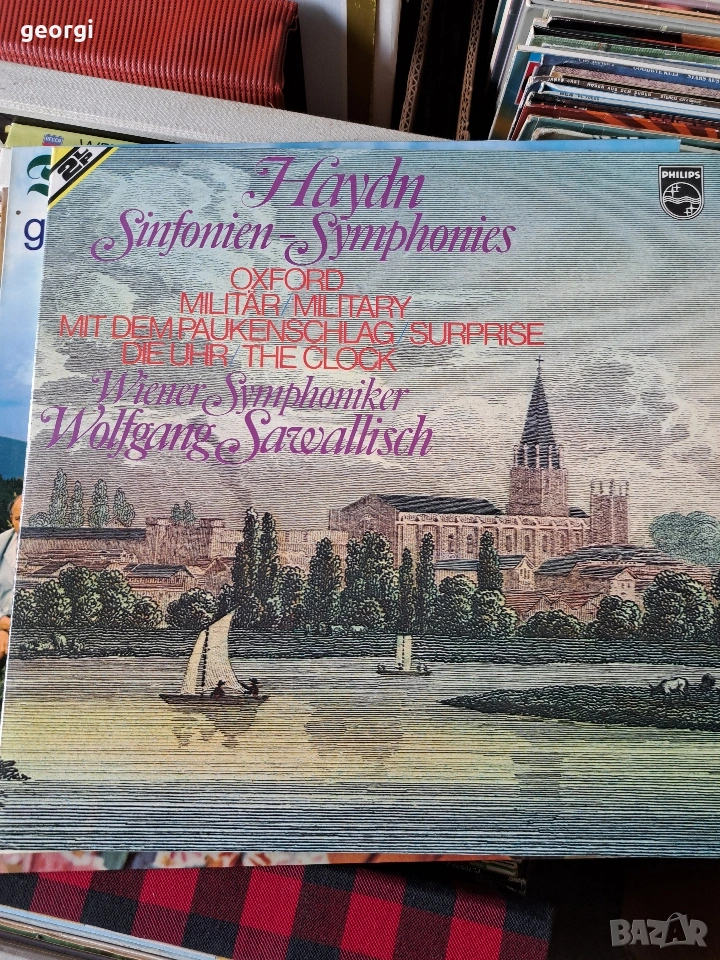 georgi
2LP
Haydn
PHILIPS
Sinfonien-Symphonies
g
OXFORD
MILITÄR/MILITARY
MIT DEM PAUKENSCHLAG/SURPRISE
DIE UHR/THE CLOCK
Wiener Symphoniker
Wolfgang Sawallisch
BAZAR